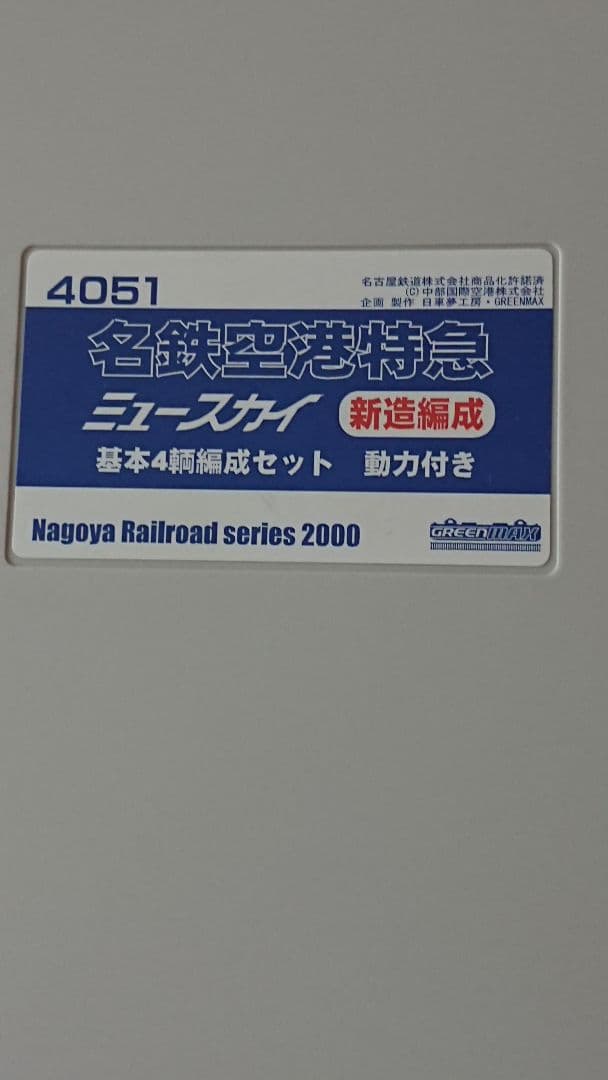 4051
名古屋鉄道株式会社商品化許諾済
(C)中部国際空港株式会社
企画 製作 日車夢工房・GREENMAX
名鉄空港特急
ミュースカイ 新造編成
基本4輌編成セット 動力付き
Nagoya Railroad series 2000 GREENMAX